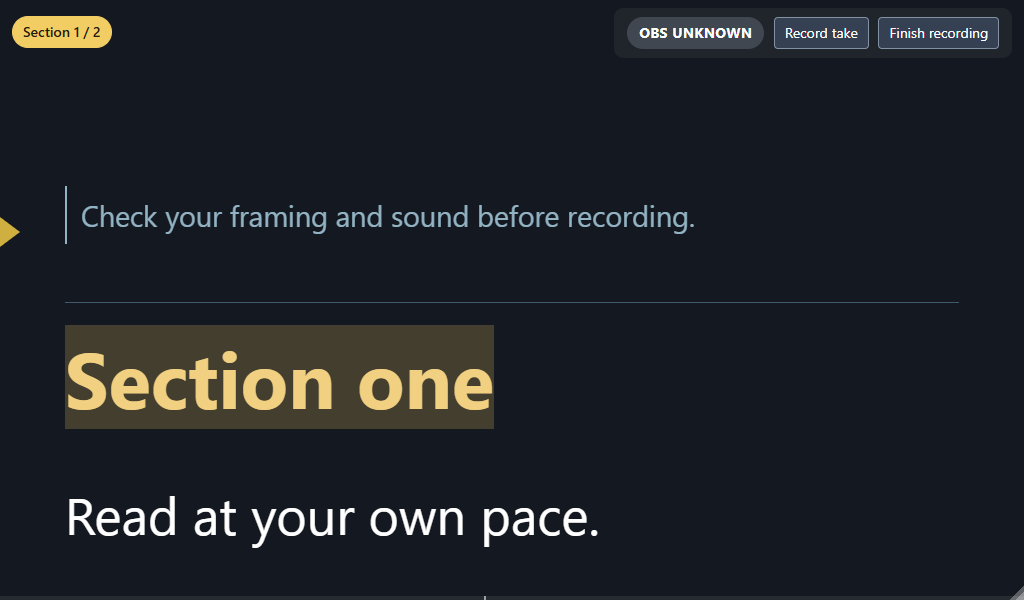 Section 1 / 2
OBS UNKNOWN
Record take
Finish recording
Check your framing and sound before recording.
Section one
Read at your own pace.